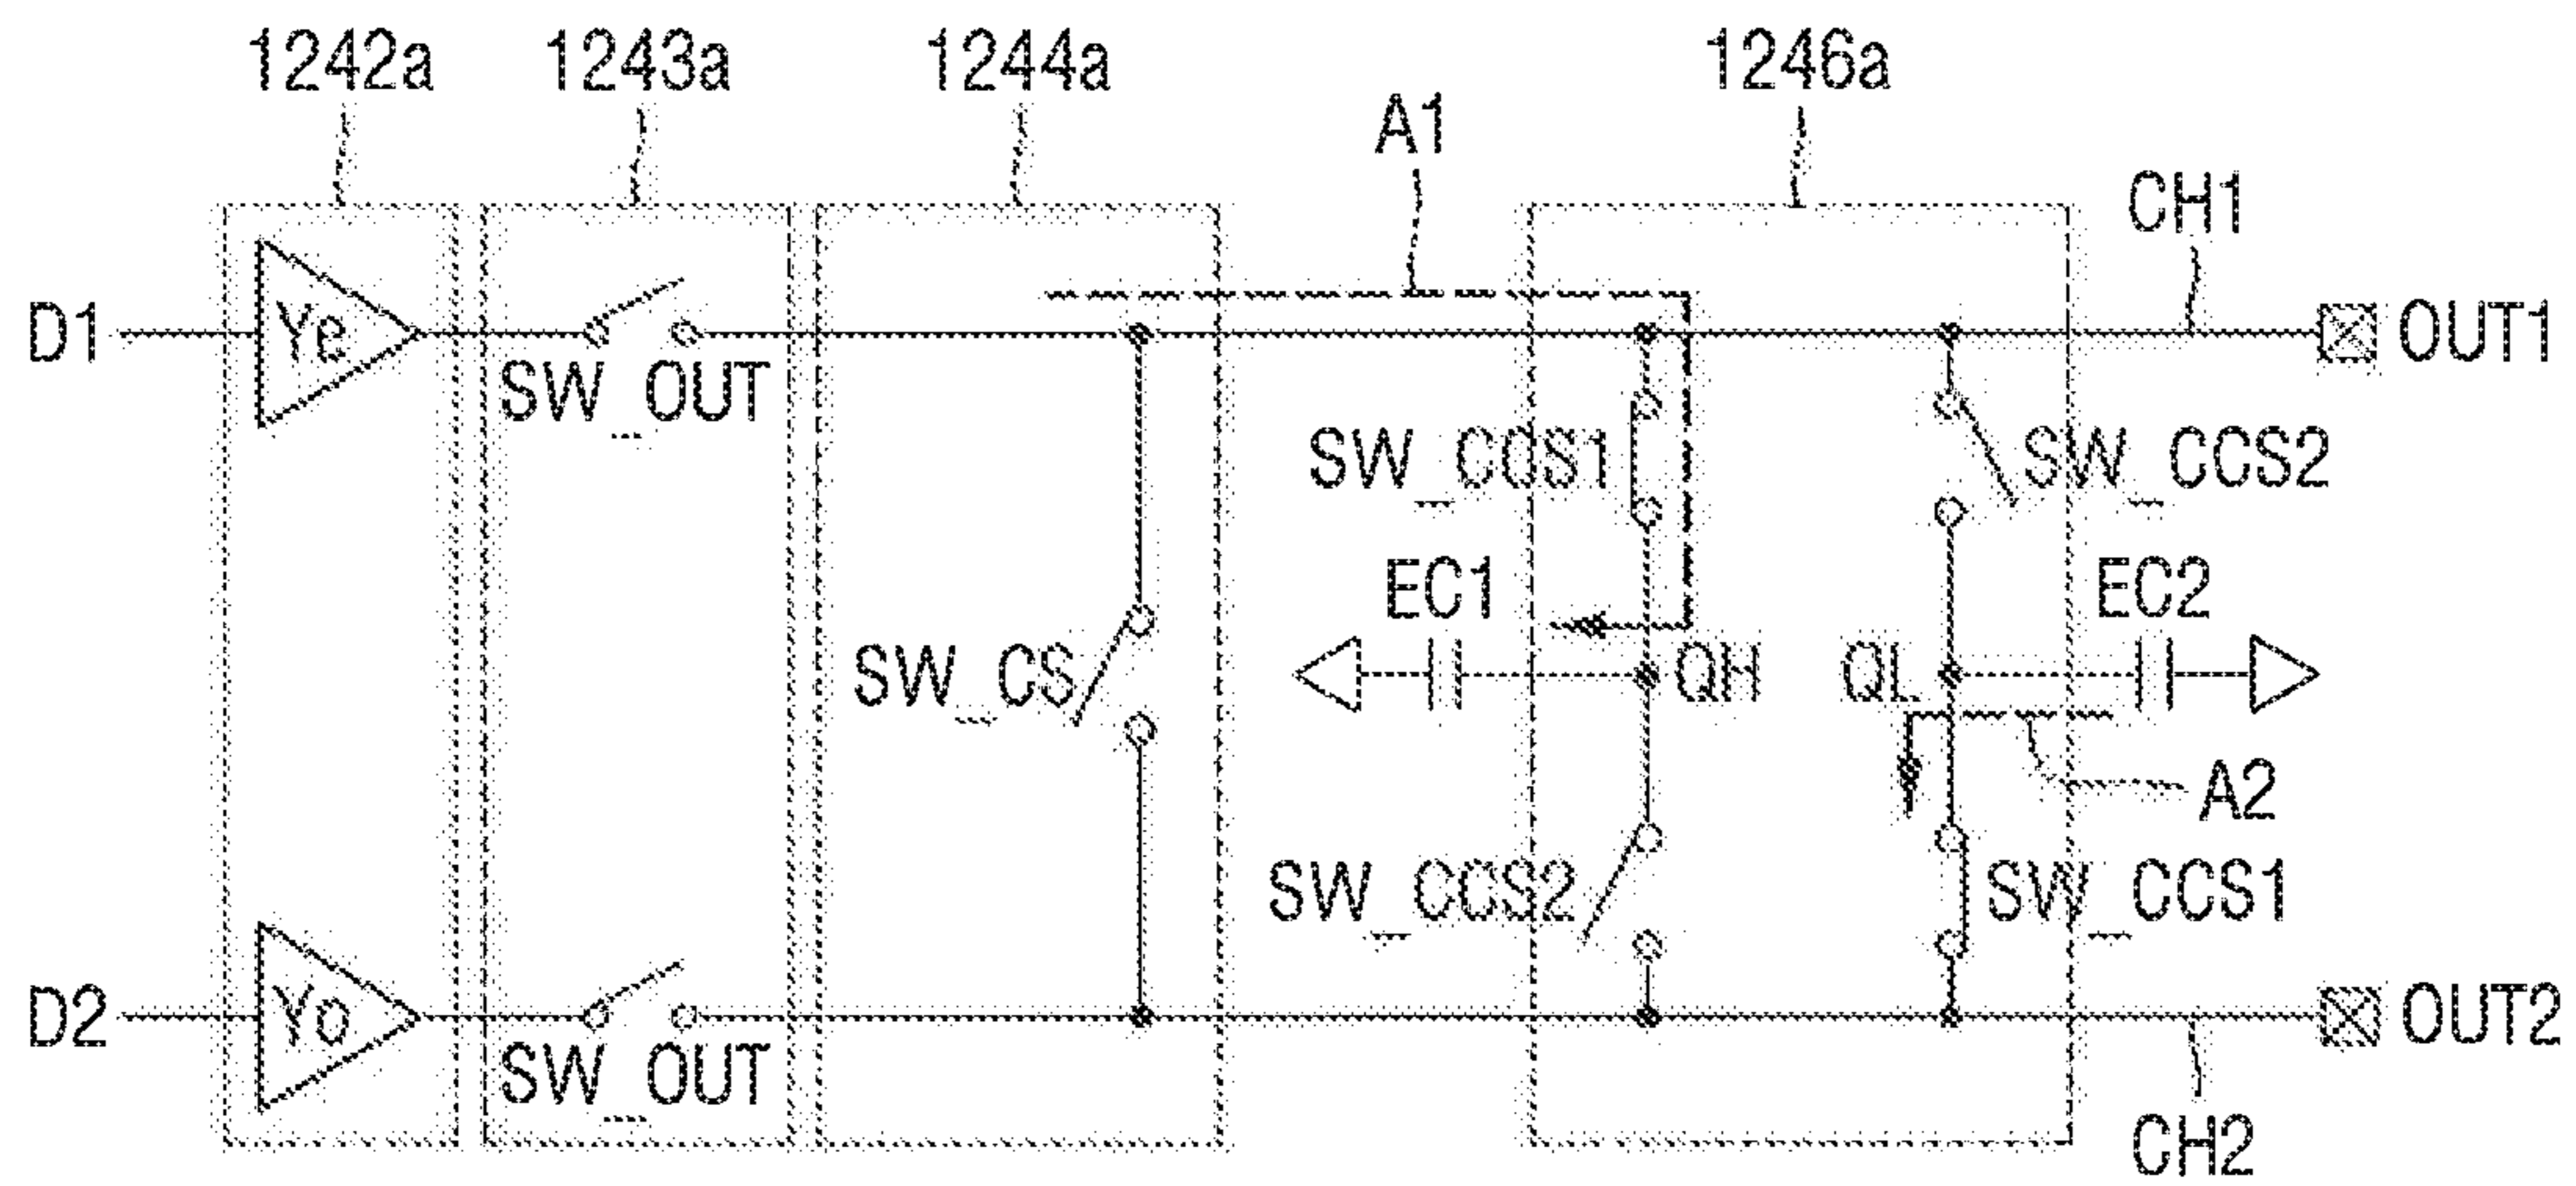 1242a
1243a
1244a
1246a
A1
CH1
D1
Ye
SW_OUT
OUT1
SW_CCS1
SW_CCS2
EC1
EC2
SW_CS
QH
QL
A2
SW_CCS2
SW_CCS1
D2
Yo
SW_OUT
OUT2
CH2